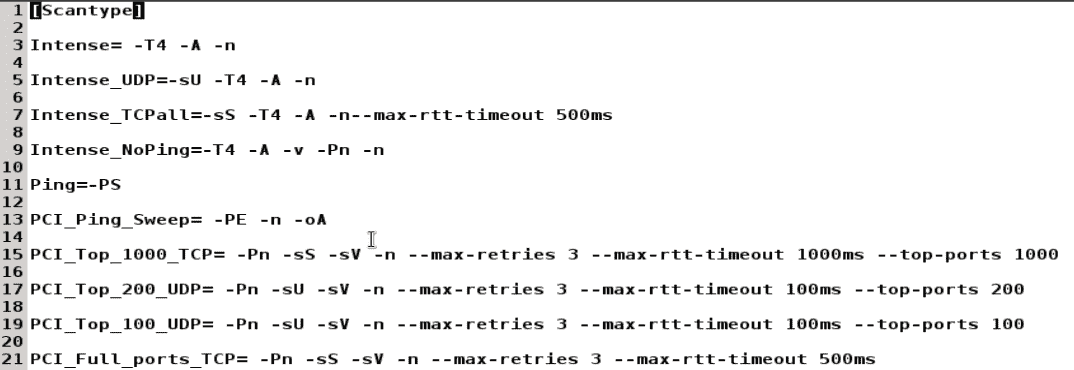 1 [Scantype]
2
3 Intense= -T4 -A -n
4
5 Intense_UDP=-sU -T4 -A -n
6
7 Intense_TCPall=-sS -T4 -A -n--max-rtt-timeout 500ms
8
9 Intense_NoPing=-T4 -A -v -Pn -n
10
11 Ping=-PS
12
13 PCI_Ping_Sweep= -PE -n -oA
14
15 PCI_Top_1000_TCP= -Pn -sS -sV -n --max-retries 3 --max-rtt-timeout 1000ms --top-ports 1000
16
17 PCI_Top_200_UDP= -Pn -sU -sV -n --max-retries 3 --max-rtt-timeout 100ms --top-ports 200
18
19 PCI_Top_100_UDP= -Pn -sU -sV -n --max-retries 3 --max-rtt-timeout 100ms --top-ports 100
20
21 PCI_Full_ports_TCP= -Pn -sS -sV -n --max-retries 3 --max-rtt-timeout 500ms